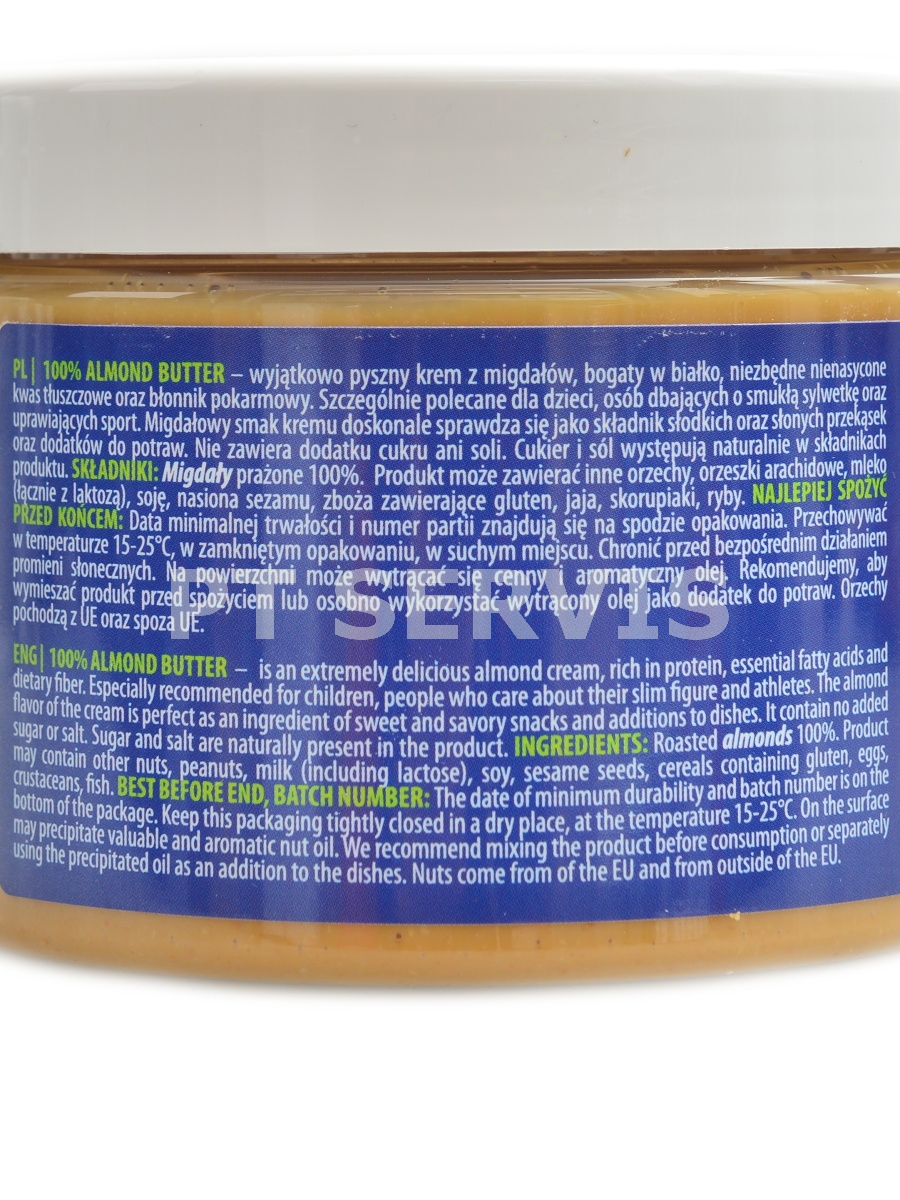 PL | 100% ALMOND BUTTER – wyjątkowo pyszny krem z migdałów, bogaty w białko, niezbędne nienasycone
kwas tłuszczowe oraz błonnik pokarmowy. Szczególnie polecane dla dzieci, osób dbających o smukłą sylwetkę oraz
uprawiających sport. Migdałowy smak kremu doskonale sprawdza się jako składnik słodkich oraz słonych przekąsek
oraz dodatków do potraw. Nie zawiera dodatku cukru ani soli. Cukier i sól występują naturalnie w składnikach
produktu. SKŁADNIKI: Migdały prażone 100%. Produkt może zawierać inne orzechy, orzeszki arachidowe, mleko
(łącznie z laktozą), soję, nasiona sezamu, zboża zawierające gluten, jaja, skorupiaki, ryby. NAJLEPIEJ SPOŻYĆ
PRZED KOŃCEM: Data minimalnej trwałości i numer partii znajdują się na spodzie opakowania. Przechowywać
w temperaturze 15-25°C, w zamkniętym opakowaniu, w suchym miejscu. Chronić przed bezpośrednim działaniem
promieni słonecznych. Na powierzchni może wytrącać się cenny i aromatyczny olej. Rekomendujemy, aby
wymieszać produkt przed spożyciem lub osobno wykorzystać wytrącony olej jako dodatek do potraw. Orzechy
pochodzą z UE oraz spoza UE.
PT SERVIS
ENG | 100% ALMOND BUTTER – is an extremely delicious almond cream, rich in protein, essential fatty acids and
dietary fiber. Especially recommended for children, people who care about their slim figure and athletes. The almond
flavor of the cream is perfect as an ingredient of sweet and savory snacks and additions to dishes. It contain no added
sugar or salt. Sugar and salt are naturally present in the product. INGREDIENTS: Roasted almonds 100%. Product
may contain other nuts, peanuts, milk (including lactose), soy, sesame seeds, cereals containing gluten, eggs,
crustaceans, fish. BEST BEFORE END, BATCH NUMBER: The date of minimum durability and batch number is on the
bottom of the package. Keep this packaging tightly closed in a dry place, at the temperature 15-25°C. On the surface
may precipitate valuable and aromatic nut oil. We recommend mixing the product before consumption or separately
using the precipitated oil as an addition to the dishes. Nuts come from of the EU and from outside of the EU.